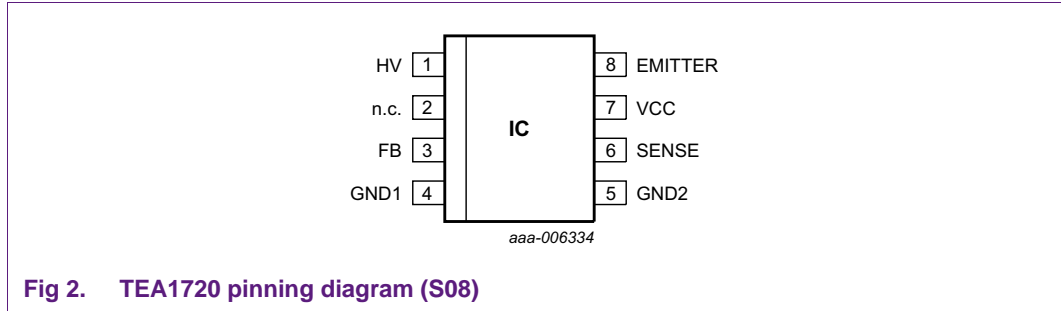 HV 1 8 EMITTER
n.c. 2 7 VCC
IC
FB 3 6 SENSE
GND1 4 5 GND2
aaa-006334
Fig 2. TEA1720 pinning diagram (S08)